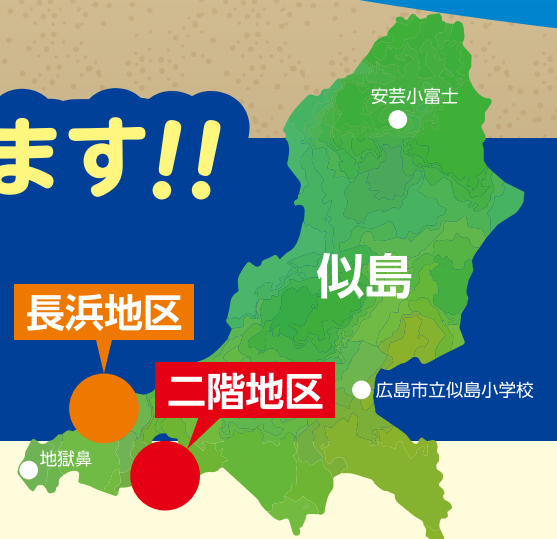 安芸小富士
ます!!
似島
長浜地区
二階地区
広島市立似島小学校
地獄鼻